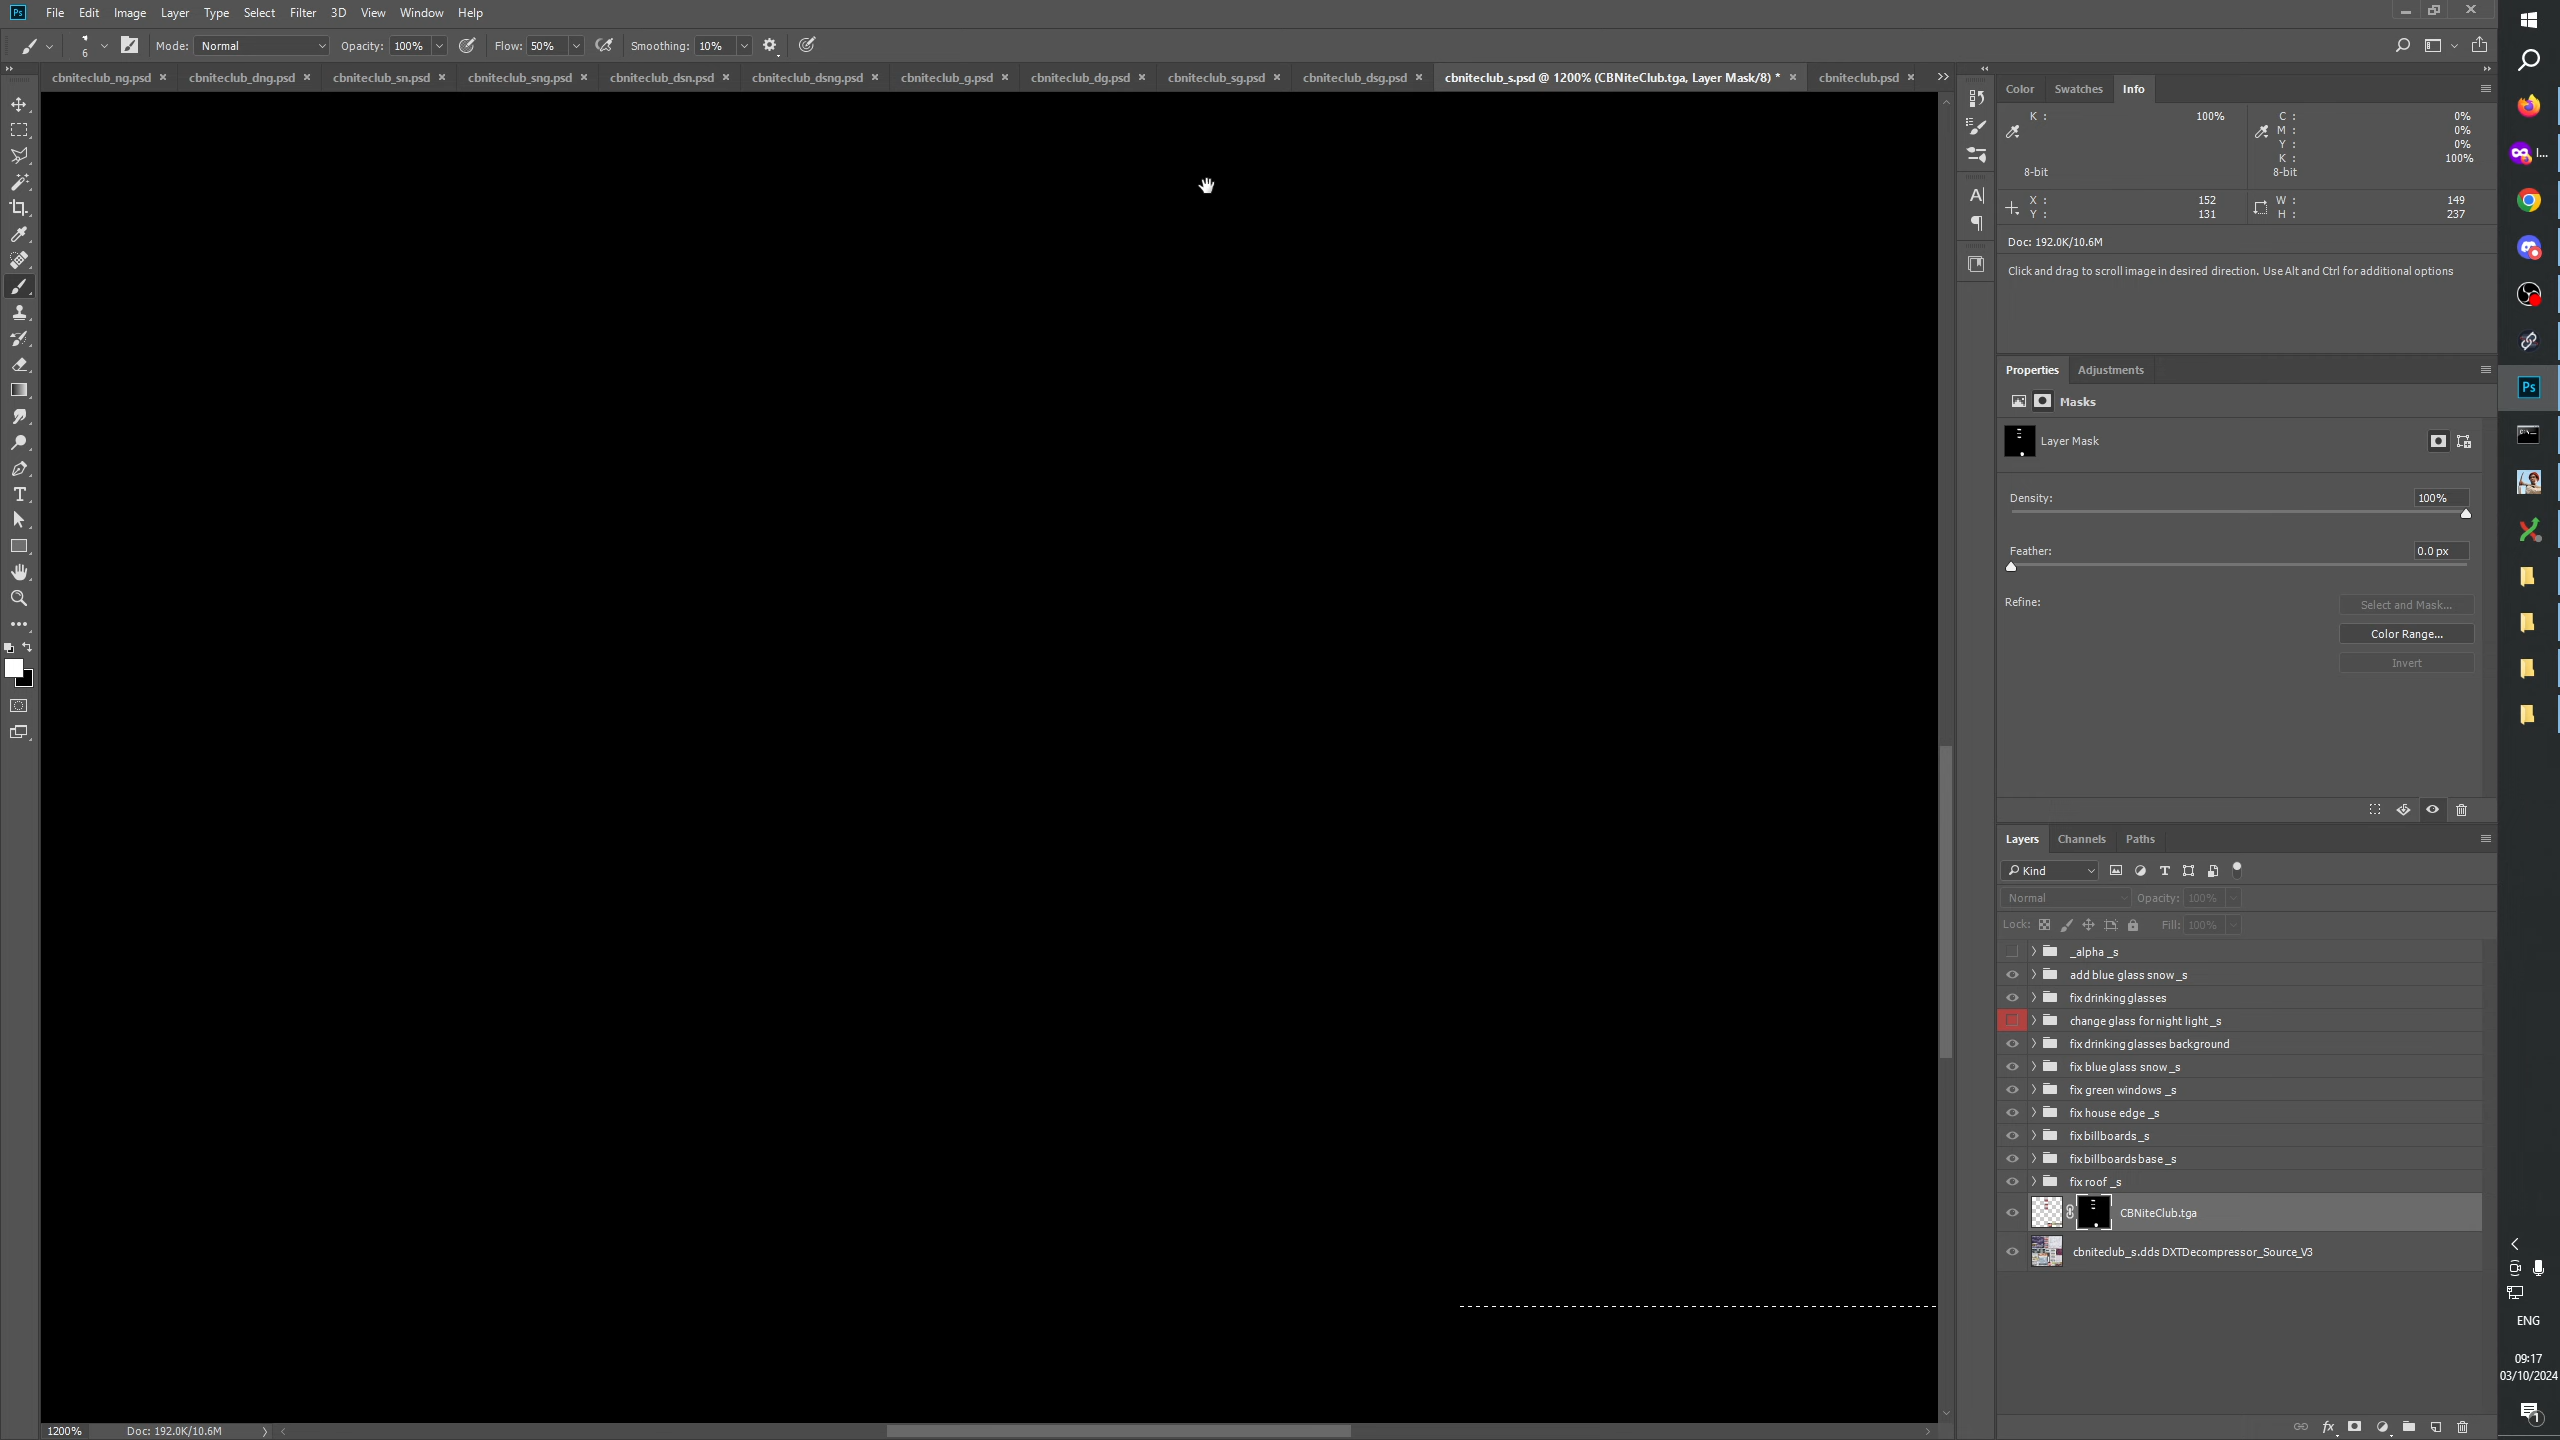 Ps File Edit Image Layer Type Select Filter 3D View Window Help
6 Mode: Normal Opacity: 100% Flow: 50% Smoothing: 10%
cbniteclub_ng.psd × cbniteclub_dng.psd × cbniteclub_sn.psd × cbniteclub_sng.psd × cbniteclub_dsn.psd × cbniteclub_dsng.psd × cbniteclub_g.psd × cbniteclub_dg.psd × cbniteclub_sg.psd × cbniteclub_dsg.psd × cbniteclub_s.psd @ 1200% (CBNiteClub.tga, Layer Mask/8) * × cbniteclub.psd ×
Color Swatches Info
K : 100% C : 0%
M : 0%
Y : 0%
K : 100%
8-bit 8-bit
X : 152 W : 149
Y : 131 H : 237
Doc: 192.0K/10.6M
Click and drag to scroll image in desired direction. Use Alt and Ctrl for additional options
Properties Adjustments
Masks
Layer Mask
Density: 100%
Feather: 0.0 px
Refine: Select and Mask...
Color Range...
Invert
Layers Channels Paths
Kind
Normal Opacity: 100%
Lock: Fill: 100%
_alpha _s
add blue glass snow _s
fix drinking glasses
change glass for night light _s
fix drinking glasses background
fix blue glass snow _s
fix green windows _s
fix house edge _s
fix billboards _s
fix billboards base _s
fix roof _s
CBNiteClub.tga
cbniteclub_s.dds DXTDecompressor_Source_V3
1200% Doc: 192.0K/10.6M
fx
I...
Ps
ENG
09:17
03/10/2024
1